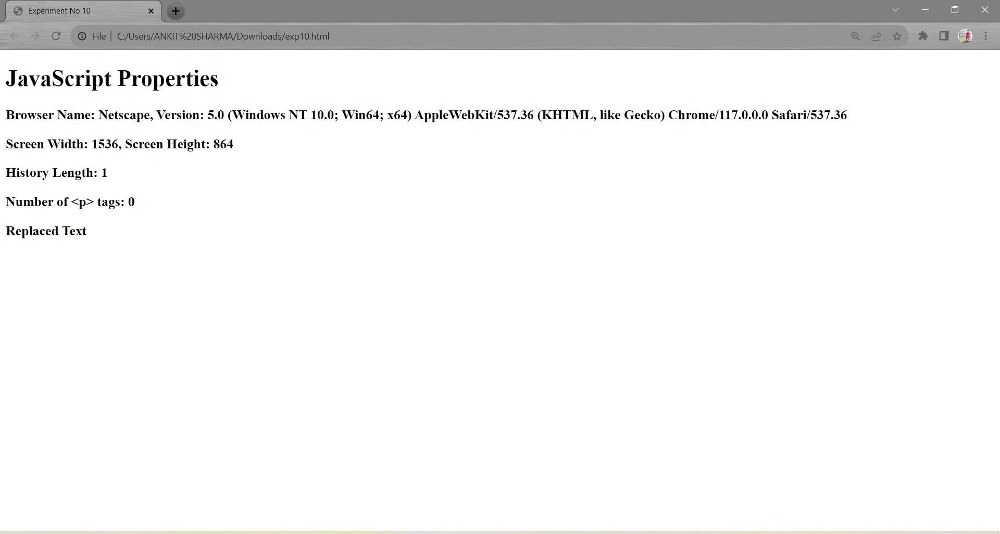 Experiment No 10
File | C:/Users/ANKIT%20SHARMA/Downloads/exp10.html
JavaScript Properties
Browser Name: Netscape, Version: 5.0 (Windows NT 10.0; Win64; x64) AppleWebKit/537.36 (KHTML, like Gecko) Chrome/117.0.0.0 Safari/537.36
Screen Width: 1536, Screen Height: 864
History Length: 1
Number of <p> tags: 0
Replaced Text